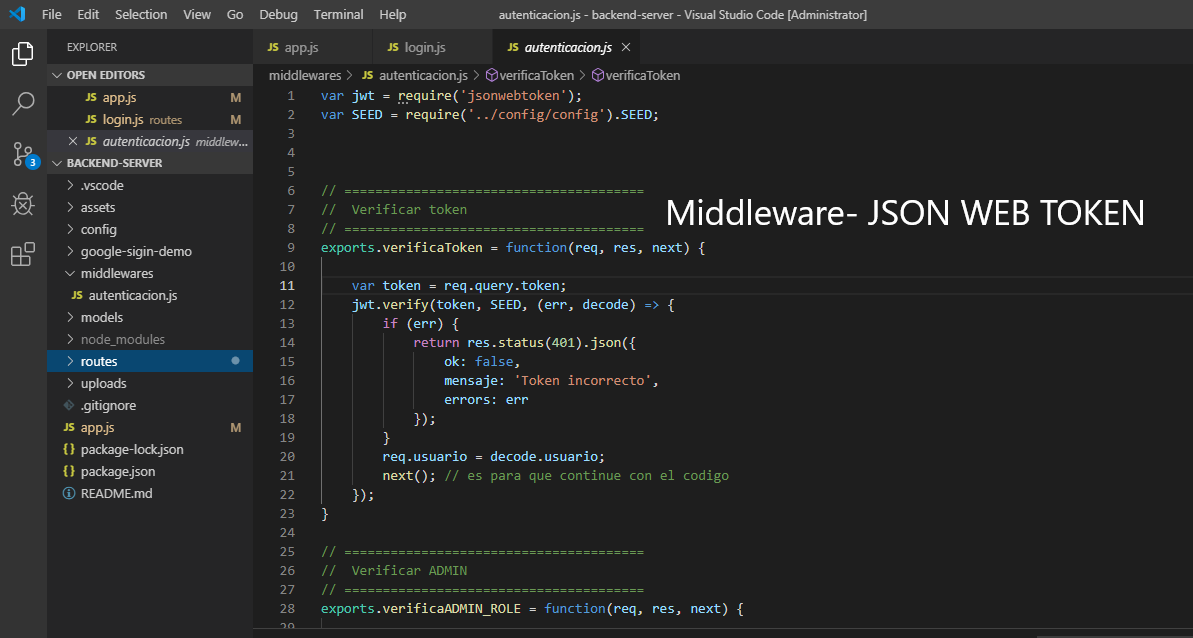 File Edit Selection View Go Debug Terminal Help autenticacion.js - backend-server - Visual Studio Code [Administrator]
EXPLORER
OPEN EDITORS
JS app.js M
JS login.js routes M
JS autenticacion.js middlew...
3
BACKEND-SERVER
.vscode
assets
config
google-sigin-demo
middlewares
JS autenticacion.js
models
node_modules
routes
uploads
.gitignore
JS app.js M
{} package-lock.json
{} package.json
README.md
JS app.js JS login.js JS autenticacion.js
middlewares > JS autenticacion.js > verificaToken > verificaToken
1 var jwt = require('jsonwebtoken');
2 var SEED = require('../config/config').SEED;
3
4
5
6 // =======================================
7 //  Verificar token
8 // =======================================
Middleware- JSON WEB TOKEN
9 exports.verificaToken = function(req, res, next) {
10
11     var token = req.query.token;
12     jwt.verify(token, SEED, (err, decode) => {
13         if (err) {
14             return res.status(401).json({
15                 ok: false,
16                 mensaje: 'Token incorrecto',
17                 errors: err
18             });
19         }
20         req.usuario = decode.usuario;
21         next(); // es para que continue con el codigo
22     });
23 }
24
25 // =======================================
26 //  Verificar ADMIN
27 // =======================================
28 exports.verificaADMIN_ROLE = function(req, res, next) {
29